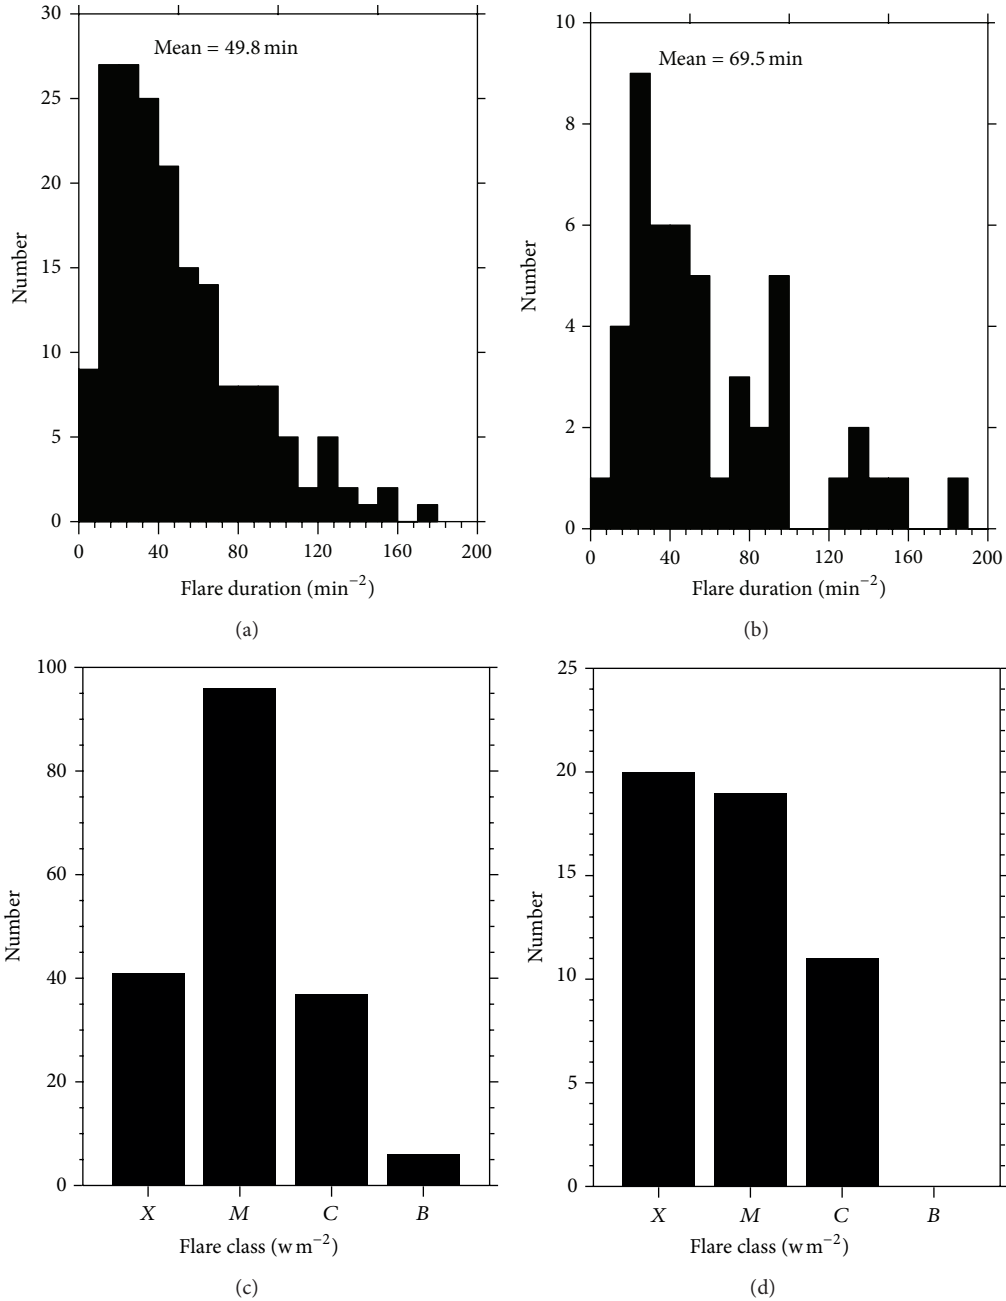 30
Mean = 49.8 min
25
20
15
10
5
0
Number
0 40 80 120 160 200
Flare duration (min−2)
(a)
10
Mean = 69.5 min
8
6
4
2
0
Number
0 40 80 120 160 200
Flare duration (min−2)
(b)
100
80
60
40
20
0
Number
X M C B
Flare class (w m−2)
(c)
25
20
15
10
5
0
Number
X M C B
Flare class (w m−2)
(d)